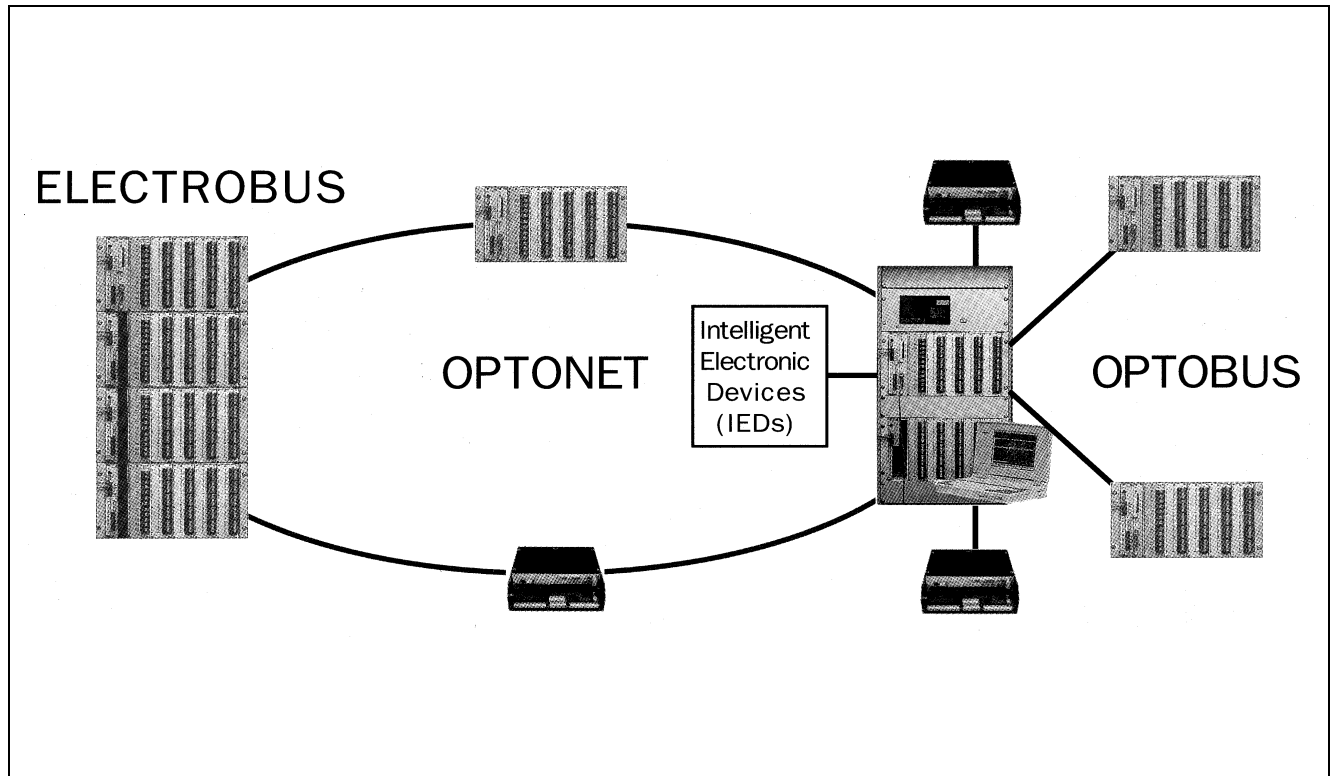 ELECTROBUS
OPTONET
Intelligent
Electronic
Devices
(IEDs)
OPTOBUS